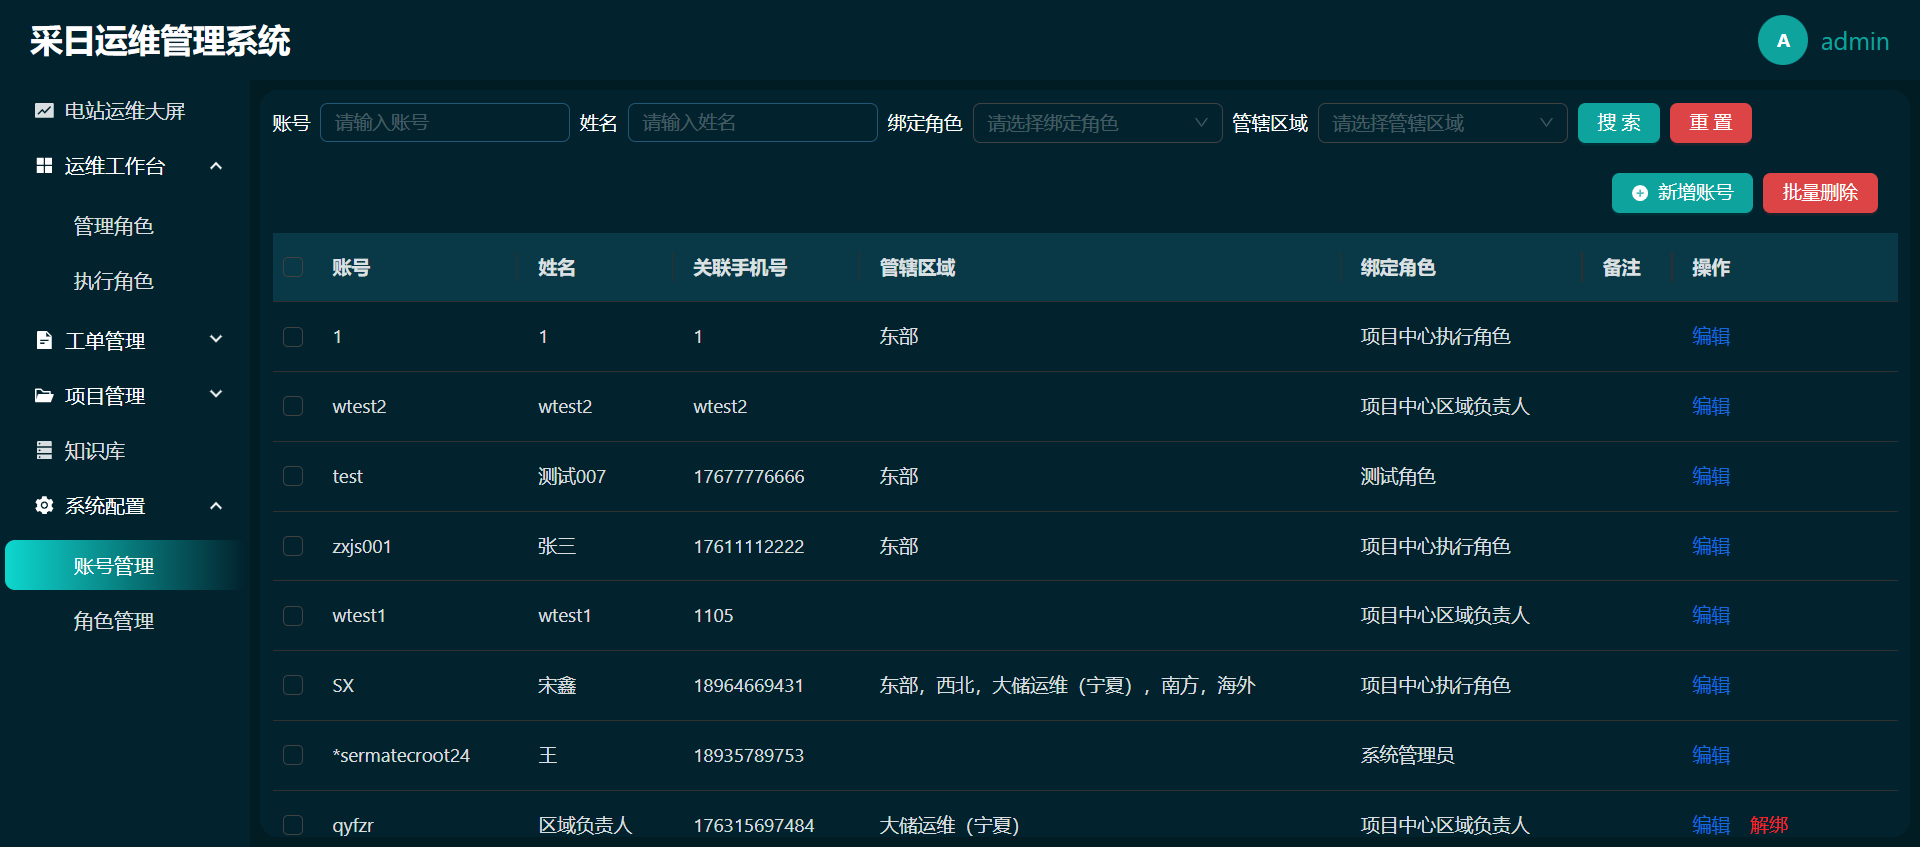 采日运维管理系统
A admin
电站运维大屏
运维工作台
管理角色
执行角色
工单管理
项目管理
知识库
系统配置
账号管理
角色管理
账号 请输入账号 姓名 请输入姓名 绑定角色 请选择绑定角色 管辖区域 请选择管辖区域 搜 索 重 置
新增账号 批量删除
账号 姓名 关联手机号 管辖区域 绑定角色 备注 操作
1 1 1 东部 项目中心执行角色 编辑
wtest2 wtest2 wtest2 项目中心区域负责人 编辑
test 测试007 17677776666 东部 测试角色 编辑
zxjs001 张三 17611112222 东部 项目中心执行角色 编辑
wtest1 wtest1 1105 项目中心区域负责人 编辑
SX 宋鑫 18964669431 东部，西北，大储运维（宁夏），南方，海外 项目中心执行角色 编辑
*sermatecroot24 王 18935789753 系统管理员 编辑
qyfzr 区域负责人 176315697484 大储运维（宁夏） 项目中心区域负责人 编辑 解绑